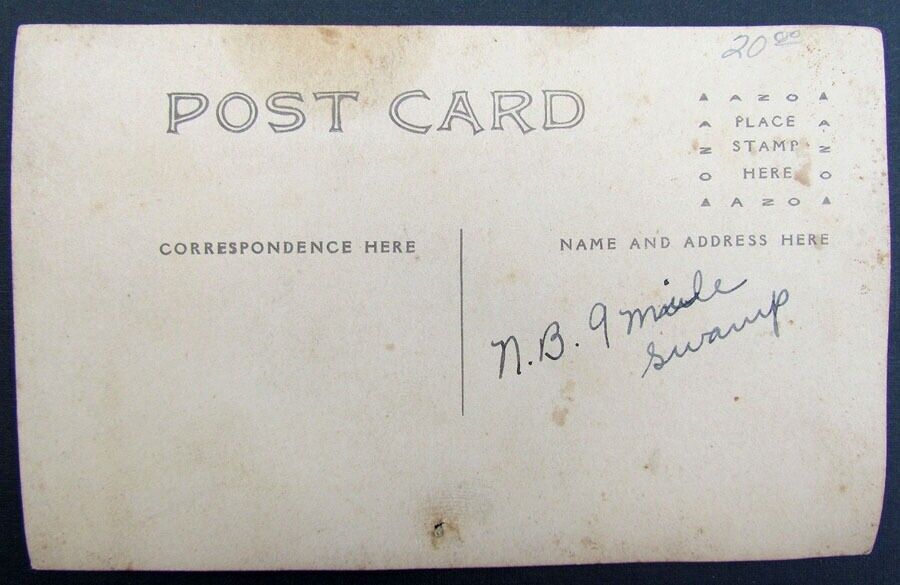 20 00
POST CARD
▲ AZO ▲
A PLACE A
N STAMP N
O HERE O
▲ AZO ▲
CORRESPONDENCE HERE
NAME AND ADDRESS HERE
N.B. 9 mile
swamp